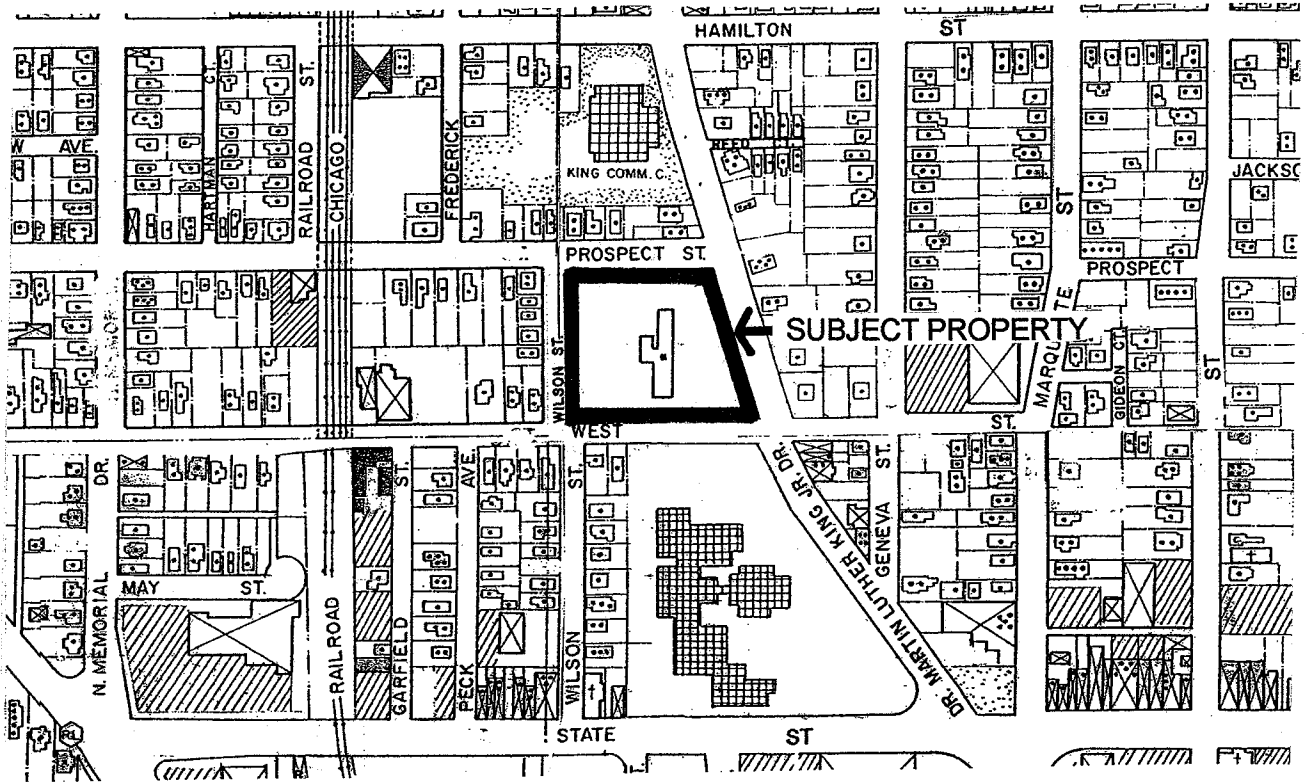 HAMILTON ST
HARTMAN CT.
RAILROAD ST.
CHICAGO
FREDERICK
W AVE.
REED CT.
KING COMM. C.
JACKSO
ST
PROSPECT ST.
PROSPECT
SUBJECT PROPERTY
WILSON ST.
MARQUETTE
GIDEON CT.
ST
ST. WEST ST.
N. MEMORIAL DR.
ST.
AVE.
ST.
DR. MARTIN LUTHER KING JR. DR.
GENEVA ST.
MAY ST.
RAILROAD
GARFIELD
PECK
WILSON
STATE ST